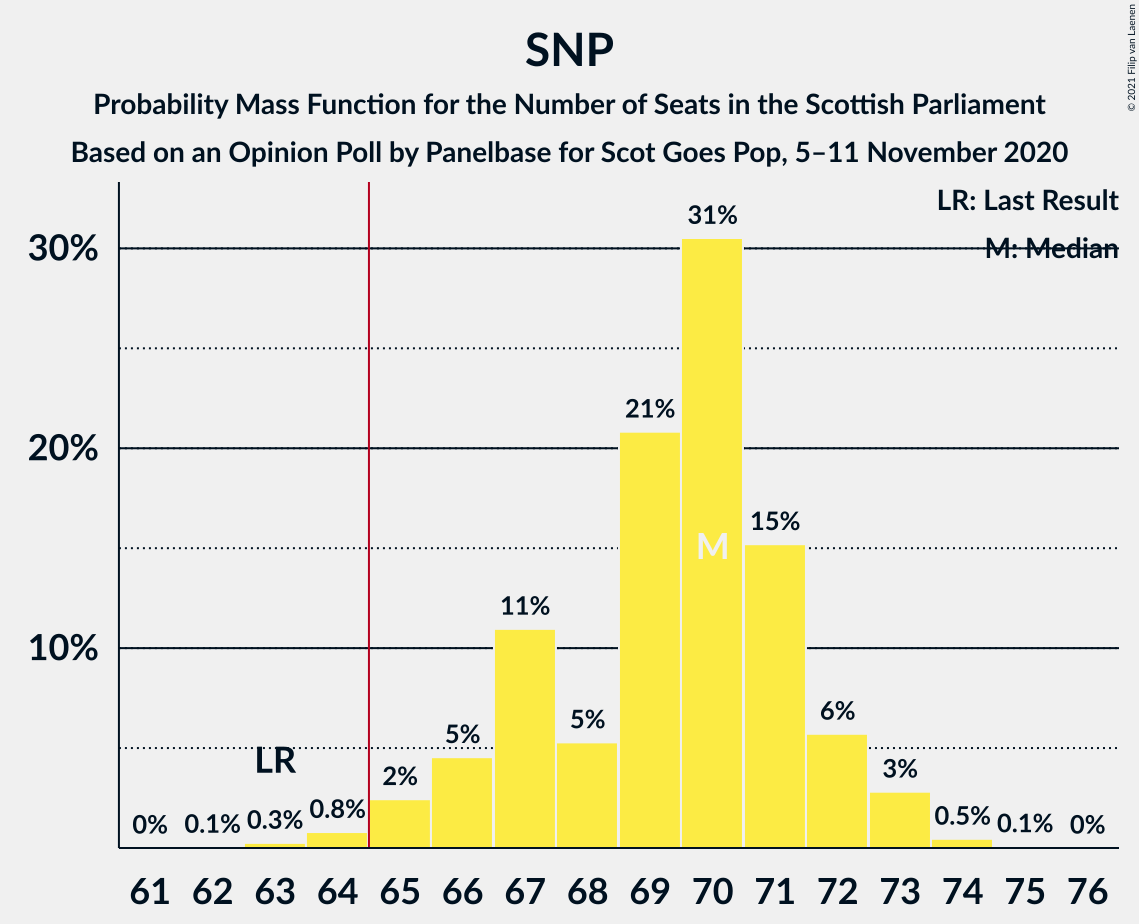 SNP
Probability Mass Function for the Number of Seats in the Scottish Parliament
Based on an Opinion Poll by Panelbase for Scot Goes Pop, 5–11 November 2020
© 2021 Filip van Laenen
LR: Last Result
M: Median
30%
20%
10%
0%
0.1%
0.3%
0.8%
2%
5%
11%
5%
21%
31%
15%
6%
3%
0.5%
0.1%
0%
LR
M
61 62 63 64 65 66 67 68 69 70 71 72 73 74 75 76